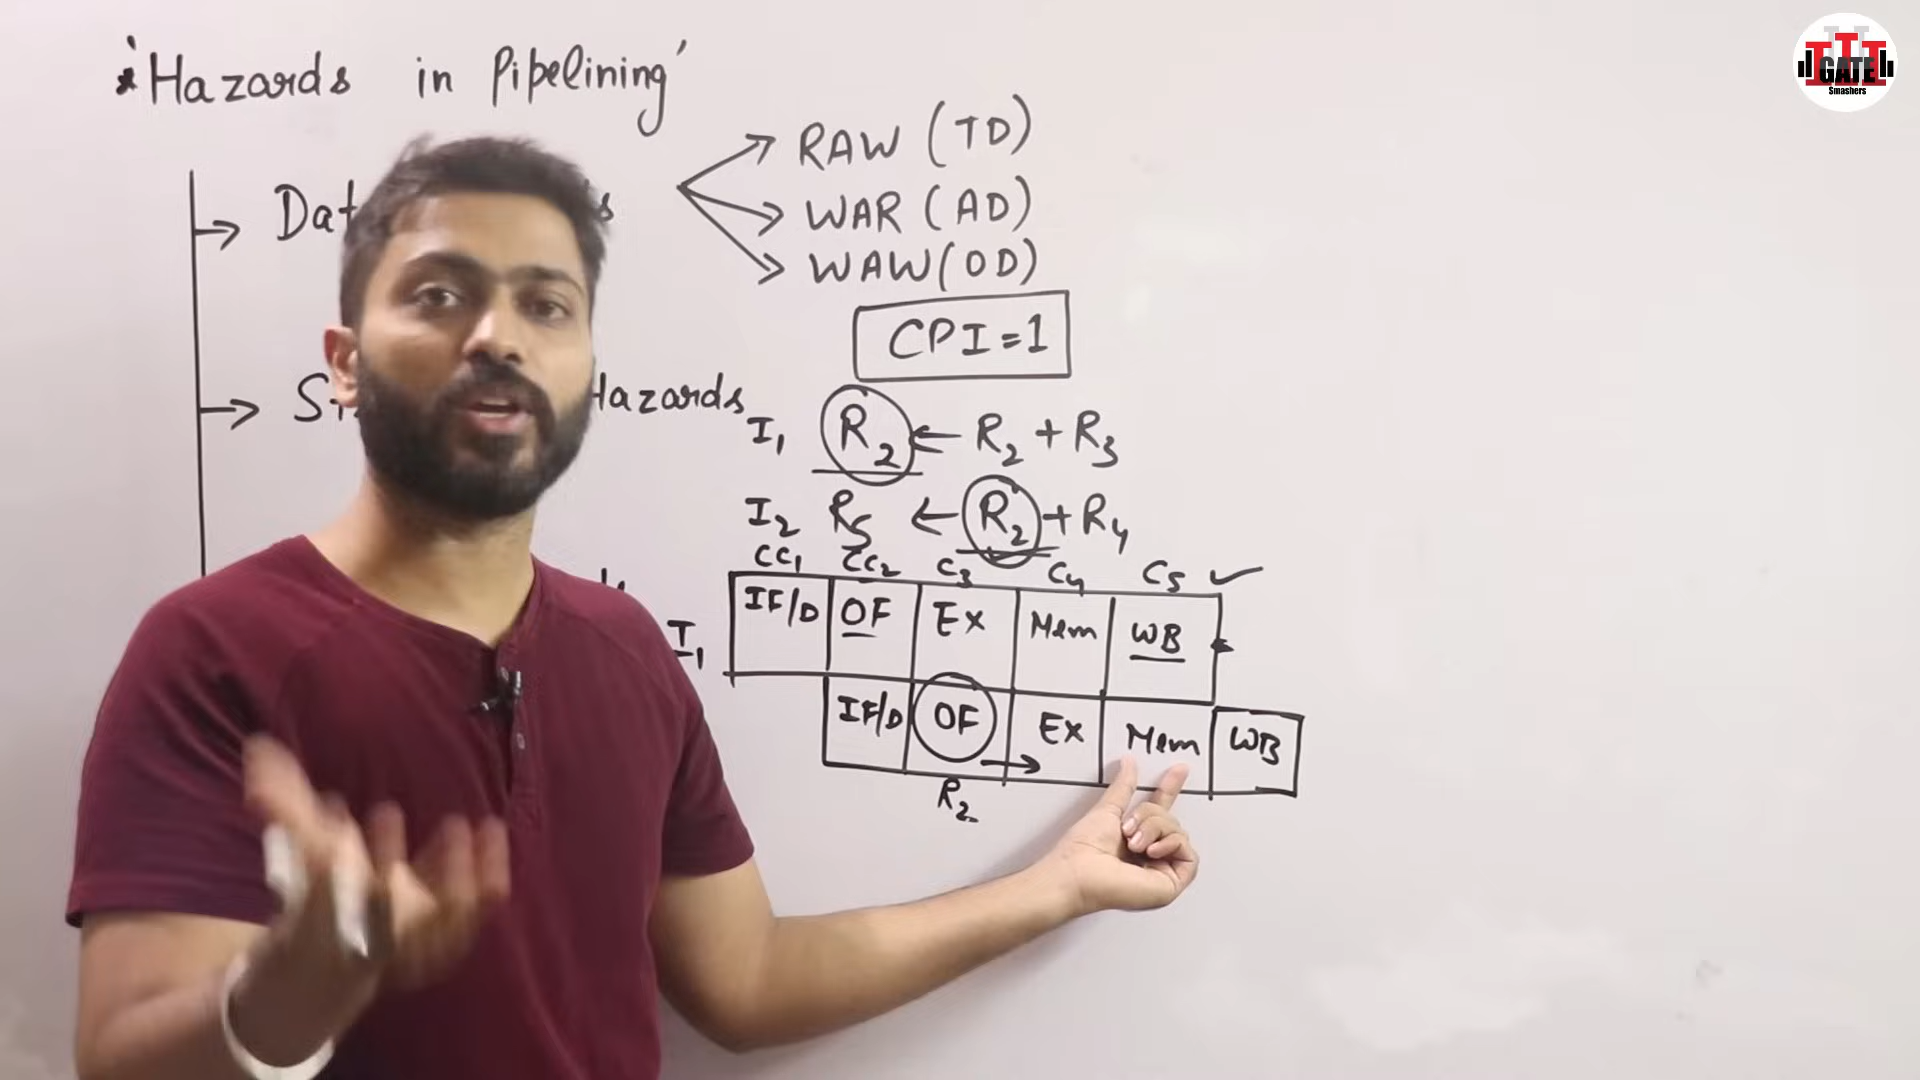 Hazards in Pipelining'
RAW (TD)
WAR (AD)
WAW (OD)
CPI=1
Hazards
I1 R2 ← R2 + R3
I2 R5 ← R2 + R4
CC1 CC2 C3 C4 C5 ✓
I1 IF/D OF Ex Mem WB
IF/D OF Ex Mem WB
R2
GATE
Smashers